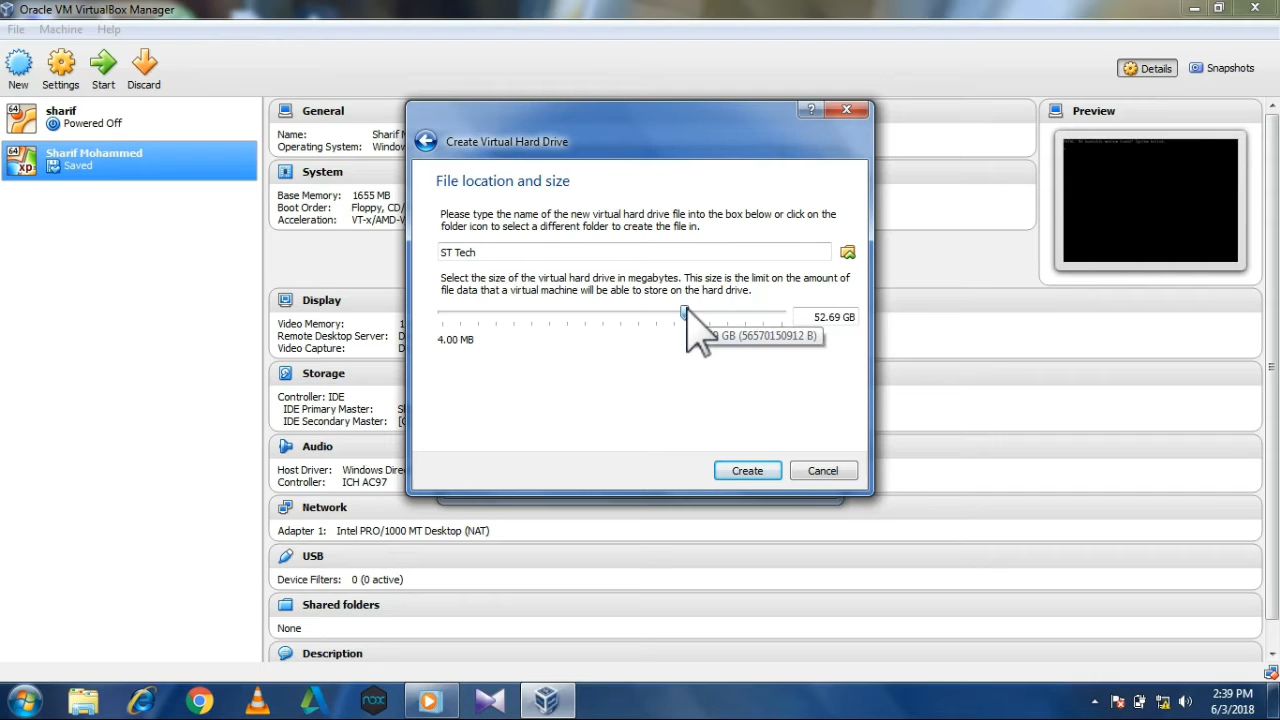 Oracle VM VirtualBox Manager
File Machine Help
New Settings Start Discard
Details Snapshots
sharif
Powered Off
Sharif Mohammed
Saved
General
Name: Sharif M
Operating System: Window
System
Base Memory: 1655 MB
Boot Order: Floppy, CD/
Acceleration: VT-x/AMD-V
Display
Video Memory: 1
Remote Desktop Server: D
Video Capture: D
Storage
Controller: IDE
IDE Primary Master: S
IDE Secondary Master: [C
Audio
Host Driver: Windows Direc
Controller: ICH AC97
Network
Adapter 1: Intel PRO/1000 MT Desktop (NAT)
USB
Device Filters: 0 (0 active)
Shared folders
None
Description
Preview
Create Virtual Hard Drive
File location and size
Please type the name of the new virtual hard drive file into the box below or click on the
folder icon to select a different folder to create the file in.
ST Tech
Select the size of the virtual hard drive in megabytes. This size is the limit on the amount of
file data that a virtual machine will be able to store on the hard drive.
52.69 GB
GB (56570150912 B)
4.00 MB
Create Cancel
nox
2:39 PM
6/3/2018